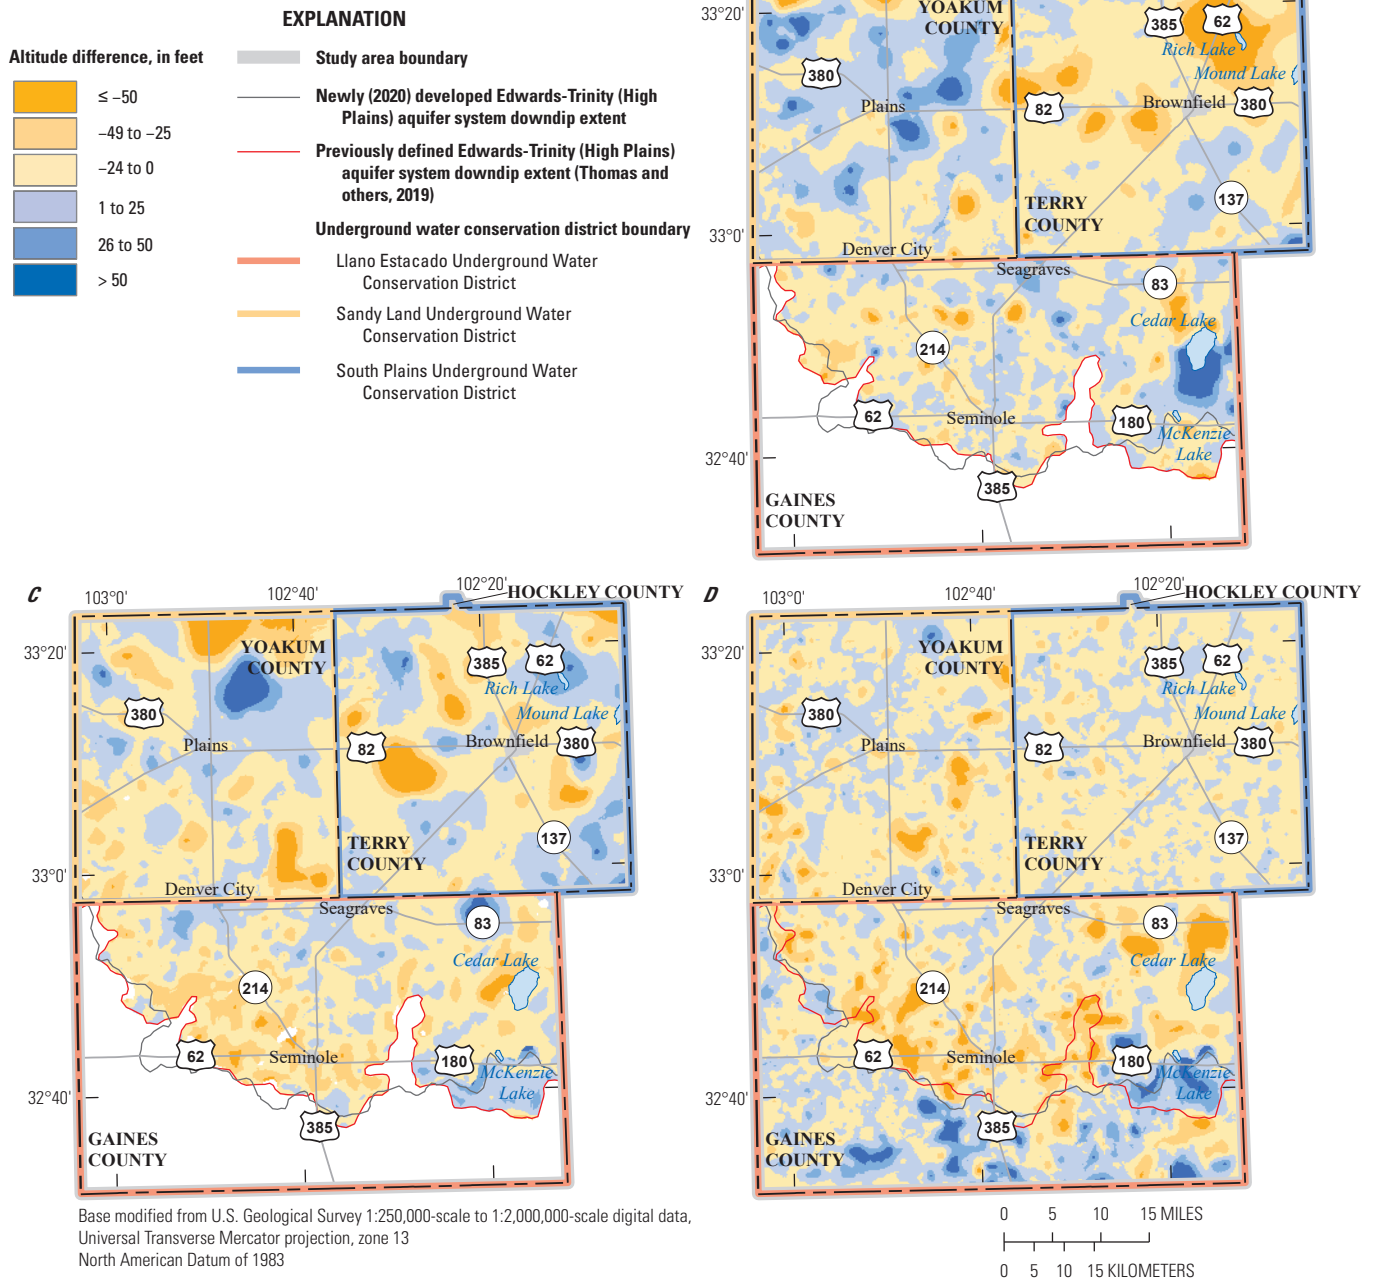 EXPLANATION
Altitude difference, in feet
≤ −50
−49 to −25
−24 to 0
1 to 25
26 to 50
> 50
Study area boundary
Newly (2020) developed Edwards-Trinity (High
Plains) aquifer system downdip extent
Previously defined Edwards-Trinity (High Plains)
aquifer system downdip extent (Thomas and
others, 2019)
Underground water conservation district boundary
Llano Estacado Underground Water
Conservation District
Sandy Land Underground Water
Conservation District
South Plains Underground Water
Conservation District
33°20'
YOAKUM
COUNTY
385
62
Rich Lake
380
Mound Lake
Plains
82
Brownfield
380
TERRY
COUNTY
137
33°0'
Denver City
Seagraves
83
Cedar Lake
214
62
Seminole
180
McKenzie
Lake
32°40'
385
GAINES
COUNTY
C
103°0'
102°40'
102°20'
HOCKLEY COUNTY
33°20'
YOAKUM
COUNTY
385
62
Rich Lake
380
Mound Lake
Plains
82
Brownfield
380
TERRY
COUNTY
137
33°0'
Denver City
Seagraves
83
Cedar Lake
214
62
Seminole
180
McKenzie
Lake
32°40'
385
GAINES
COUNTY
D
103°0'
102°40'
102°20'
HOCKLEY COUNTY
33°20'
YOAKUM
COUNTY
385
62
Rich Lake
380
Mound Lake
Plains
82
Brownfield
380
TERRY
COUNTY
137
33°0'
Denver City
Seagraves
83
Cedar Lake
214
62
Seminole
180
McKenzie
Lake
32°40'
385
GAINES
COUNTY
Base modified from U.S. Geological Survey 1:250,000-scale to 1:2,000,000-scale digital data,
Universal Transverse Mercator projection, zone 13
North American Datum of 1983
0 5 10 15 MILES
0 5 10 15 KILOMETERS